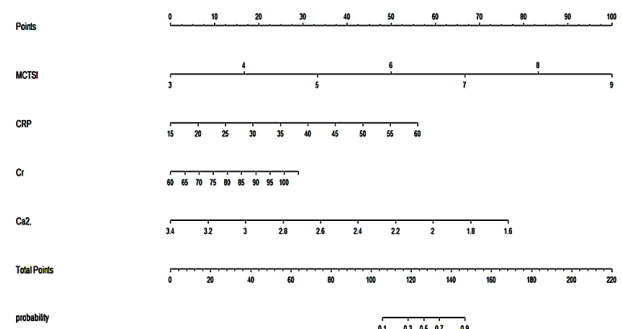 Points 0 10 20 30 40 50 60 70 80 90 100
4 6 8
MCTSI
3 5 7 9
CRP
15 20 25 30 35 40 45 50 55 60
Cr
60 65 70 75 80 85 90 95 100
Ca2.
3.4 3.2 3 2.8 2.6 2.4 2.2 2 1.8 1.6
Total Points
0 20 40 60 80 100 120 140 160 180 200 220
probability
0.1 0.3 0.5 0.7 0.9